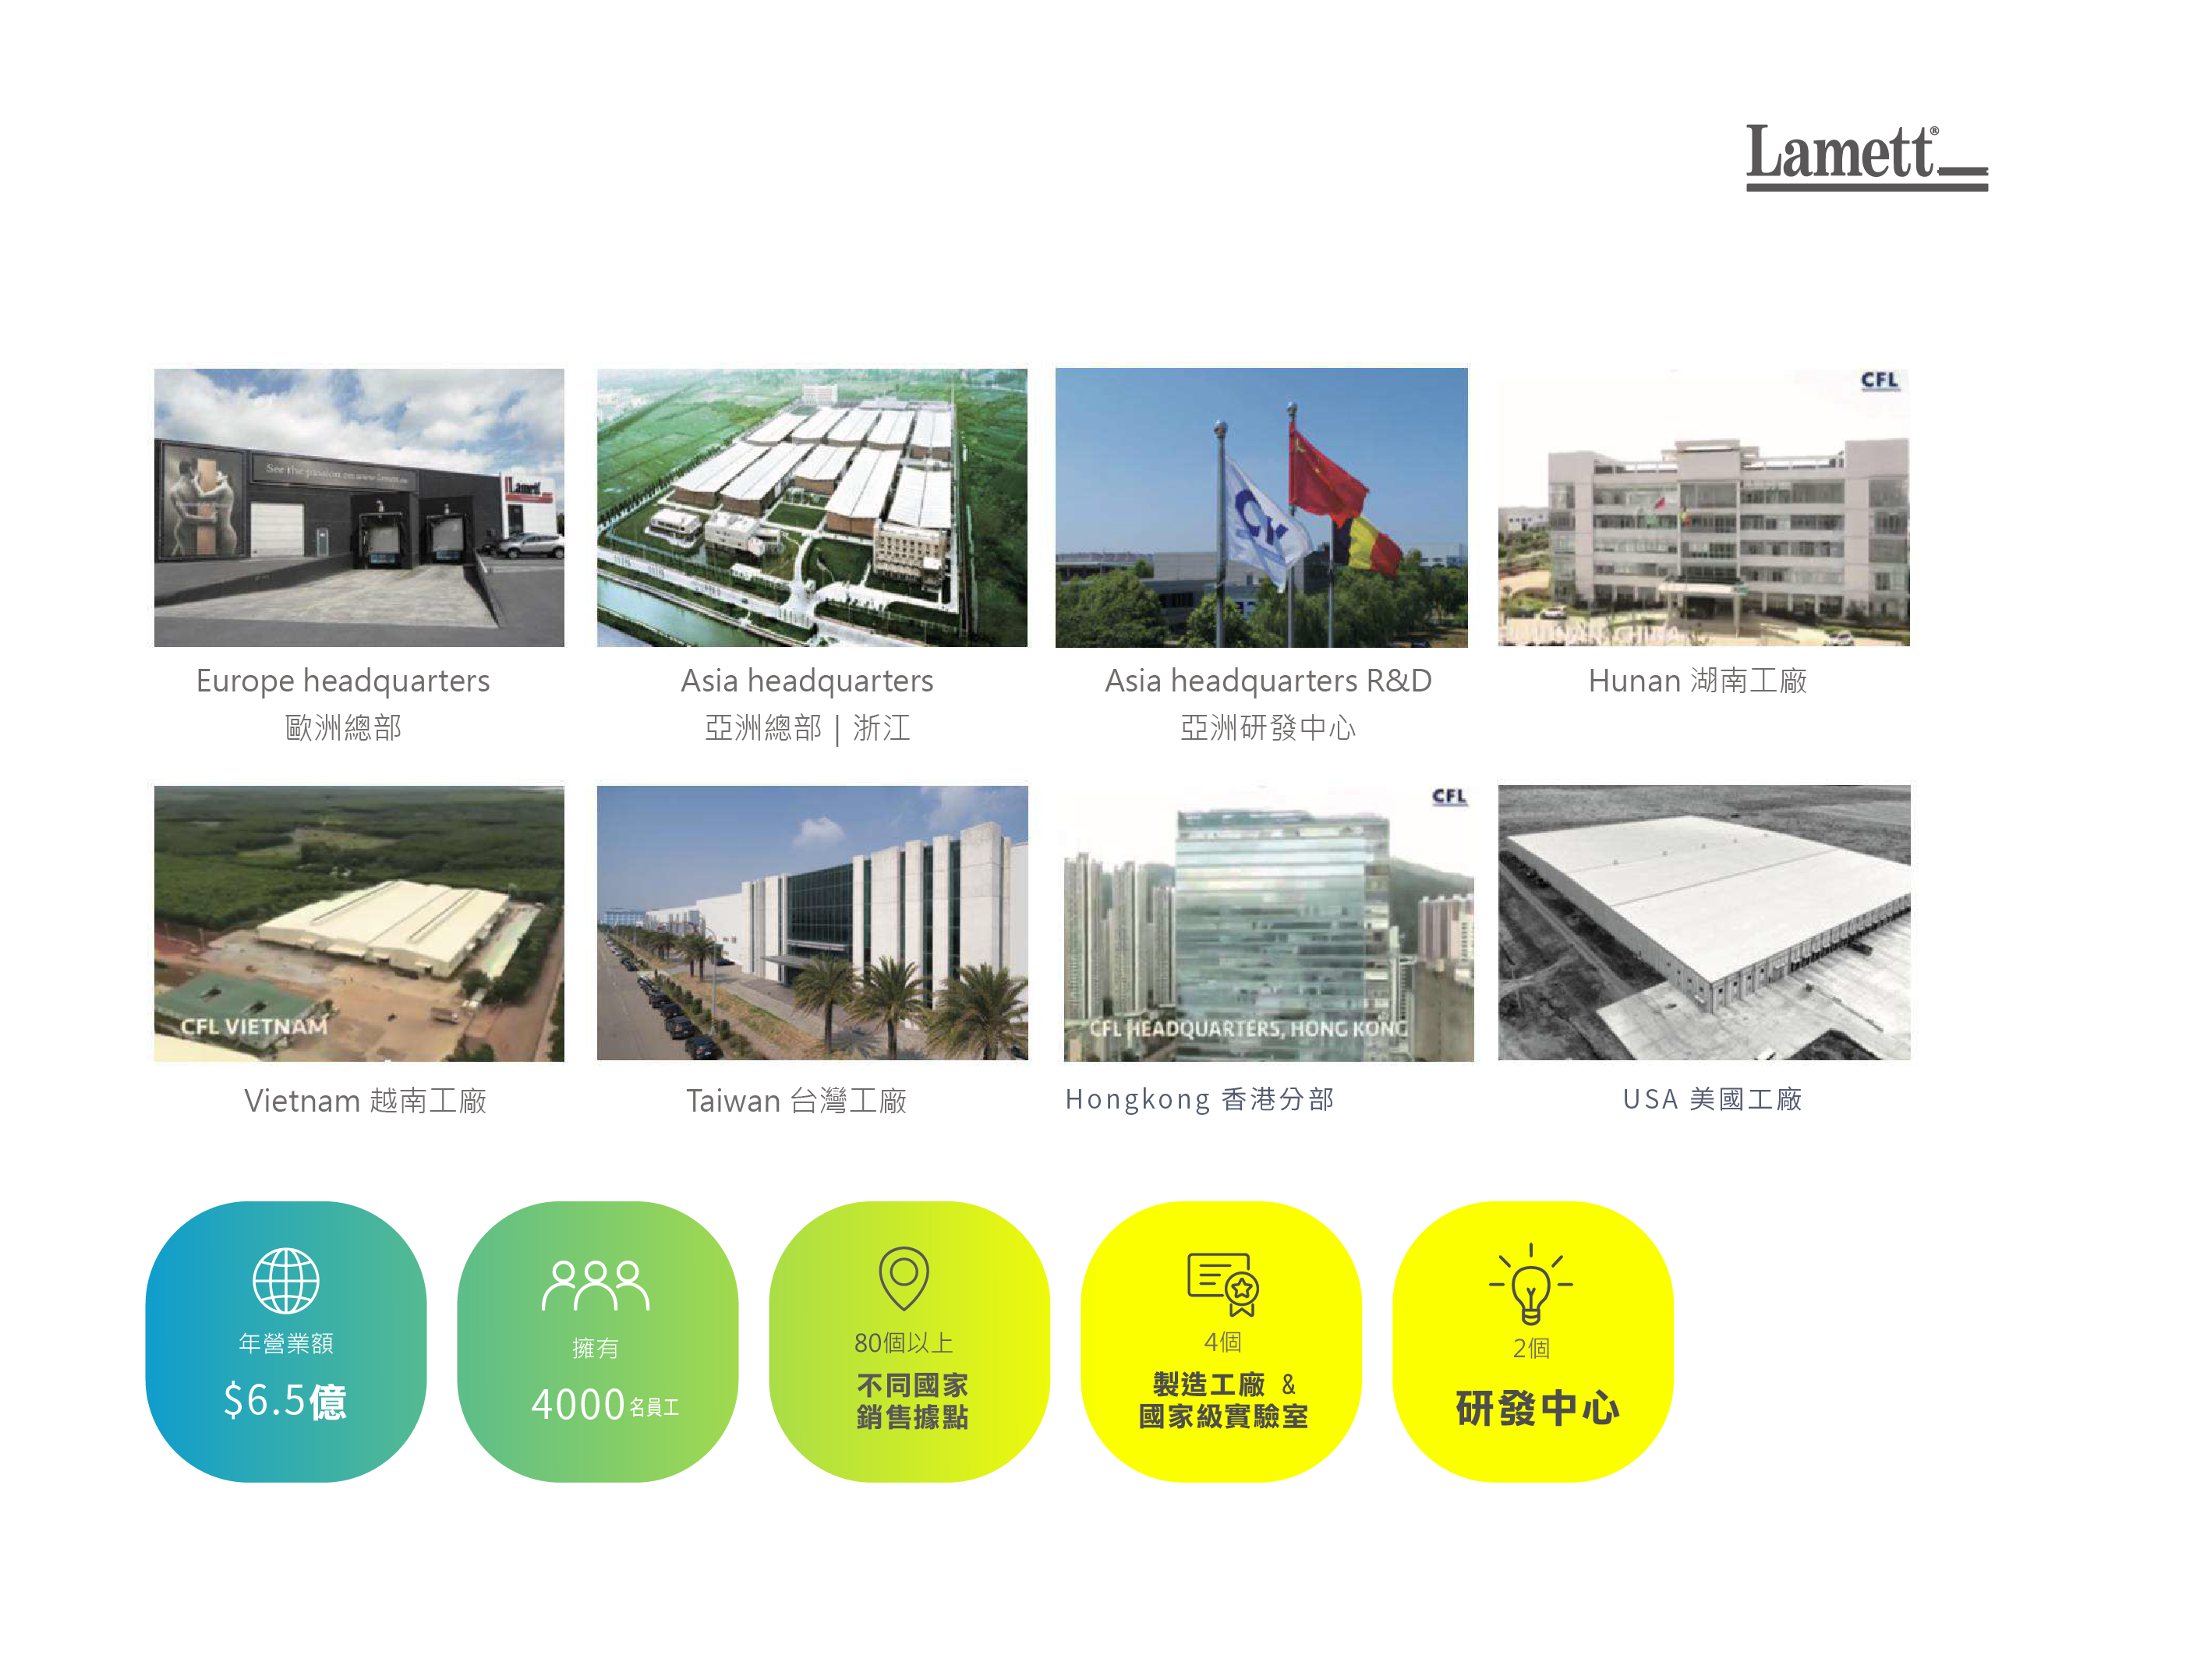 Lamett®
See the passion on www.lamett.eu
Lamett
CFL
Europe headquarters
歐洲總部
Asia headquarters
亞洲總部 | 浙江
Asia headquarters R&D
亞洲研發中心
Hunan 湖南工廠
CFL VIETNAM
CFL
CFL HEADQUARTERS, HONG KONG
Vietnam 越南工廠
Taiwan 台灣工廠
Hongkong 香港分部
USA 美國工廠
年營業額
$6.5億
擁有
4000名員工
80個以上
不同國家
銷售據點
4個
製造工廠 &
國家級實驗室
2個
研發中心